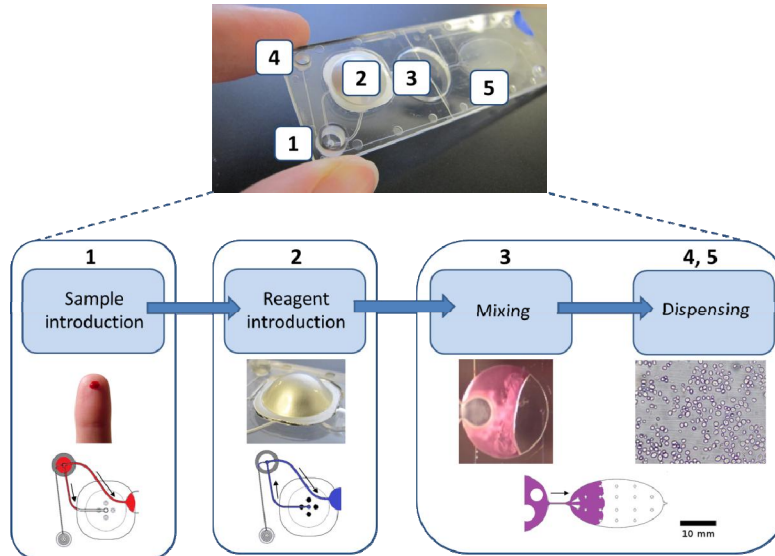 4
2
3
5
1
1
2
3
4, 5
Sample
introduction
Reagent
introduction
Mixing
Dispensing
10 mm